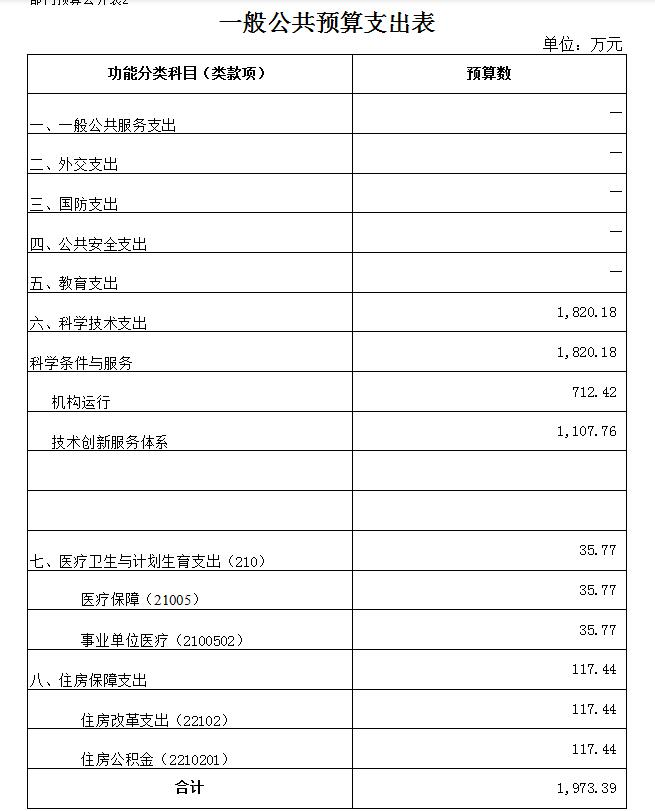 部门预算公开表2
一般公共预算支出表
单位：万元
功能分类科目（类款项） 预算数
一、一般公共服务支出 —
二、外交支出 —
三、国防支出 —
四、公共安全支出 —
五、教育支出 —
六、科学技术支出 1,820.18
科学条件与服务 1,820.18
机构运行 712.42
技术创新服务体系 1,107.76
七、医疗卫生与计划生育支出（210） 35.77
医疗保障（21005） 35.77
事业单位医疗（2100502） 35.77
八、住房保障支出 117.44
住房改革支出（22102） 117.44
住房公积金（2210201） 117.44
合计 1,973.39